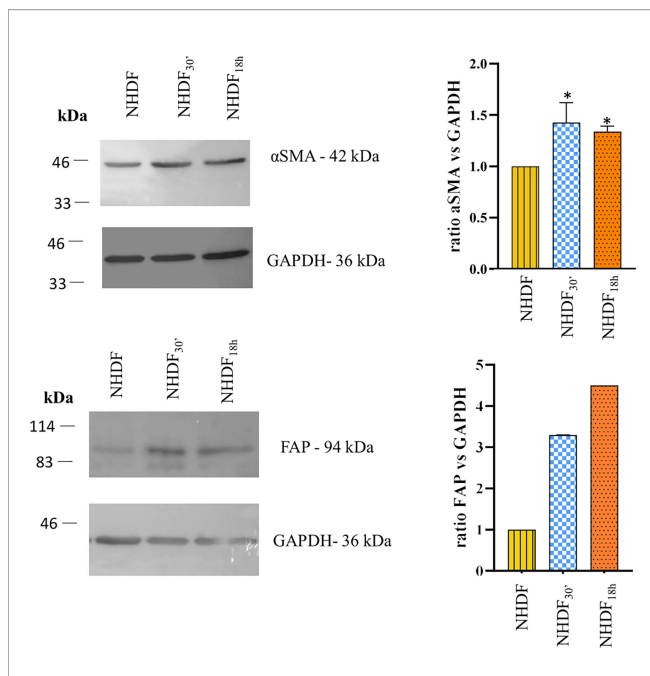 NHDF
NHDF30'
NHDF18h
kDa
46
33
αSMA - 42 kDa
46
33
GAPDH- 36 kDa
ratio aSMA vs GAPDH
2.0
1.5
1.0
0.5
0.0
*
*
NHDF
NHDF30'
NHDF18h
NHDF
NHDF30'
NHDF18h
kDa
114
83
FAP - 94 kDa
46
GAPDH- 36 kDa
ratio FAP vs GAPDH
5
4
3
2
1
0
NHDF
NHDF30'
NHDF18h